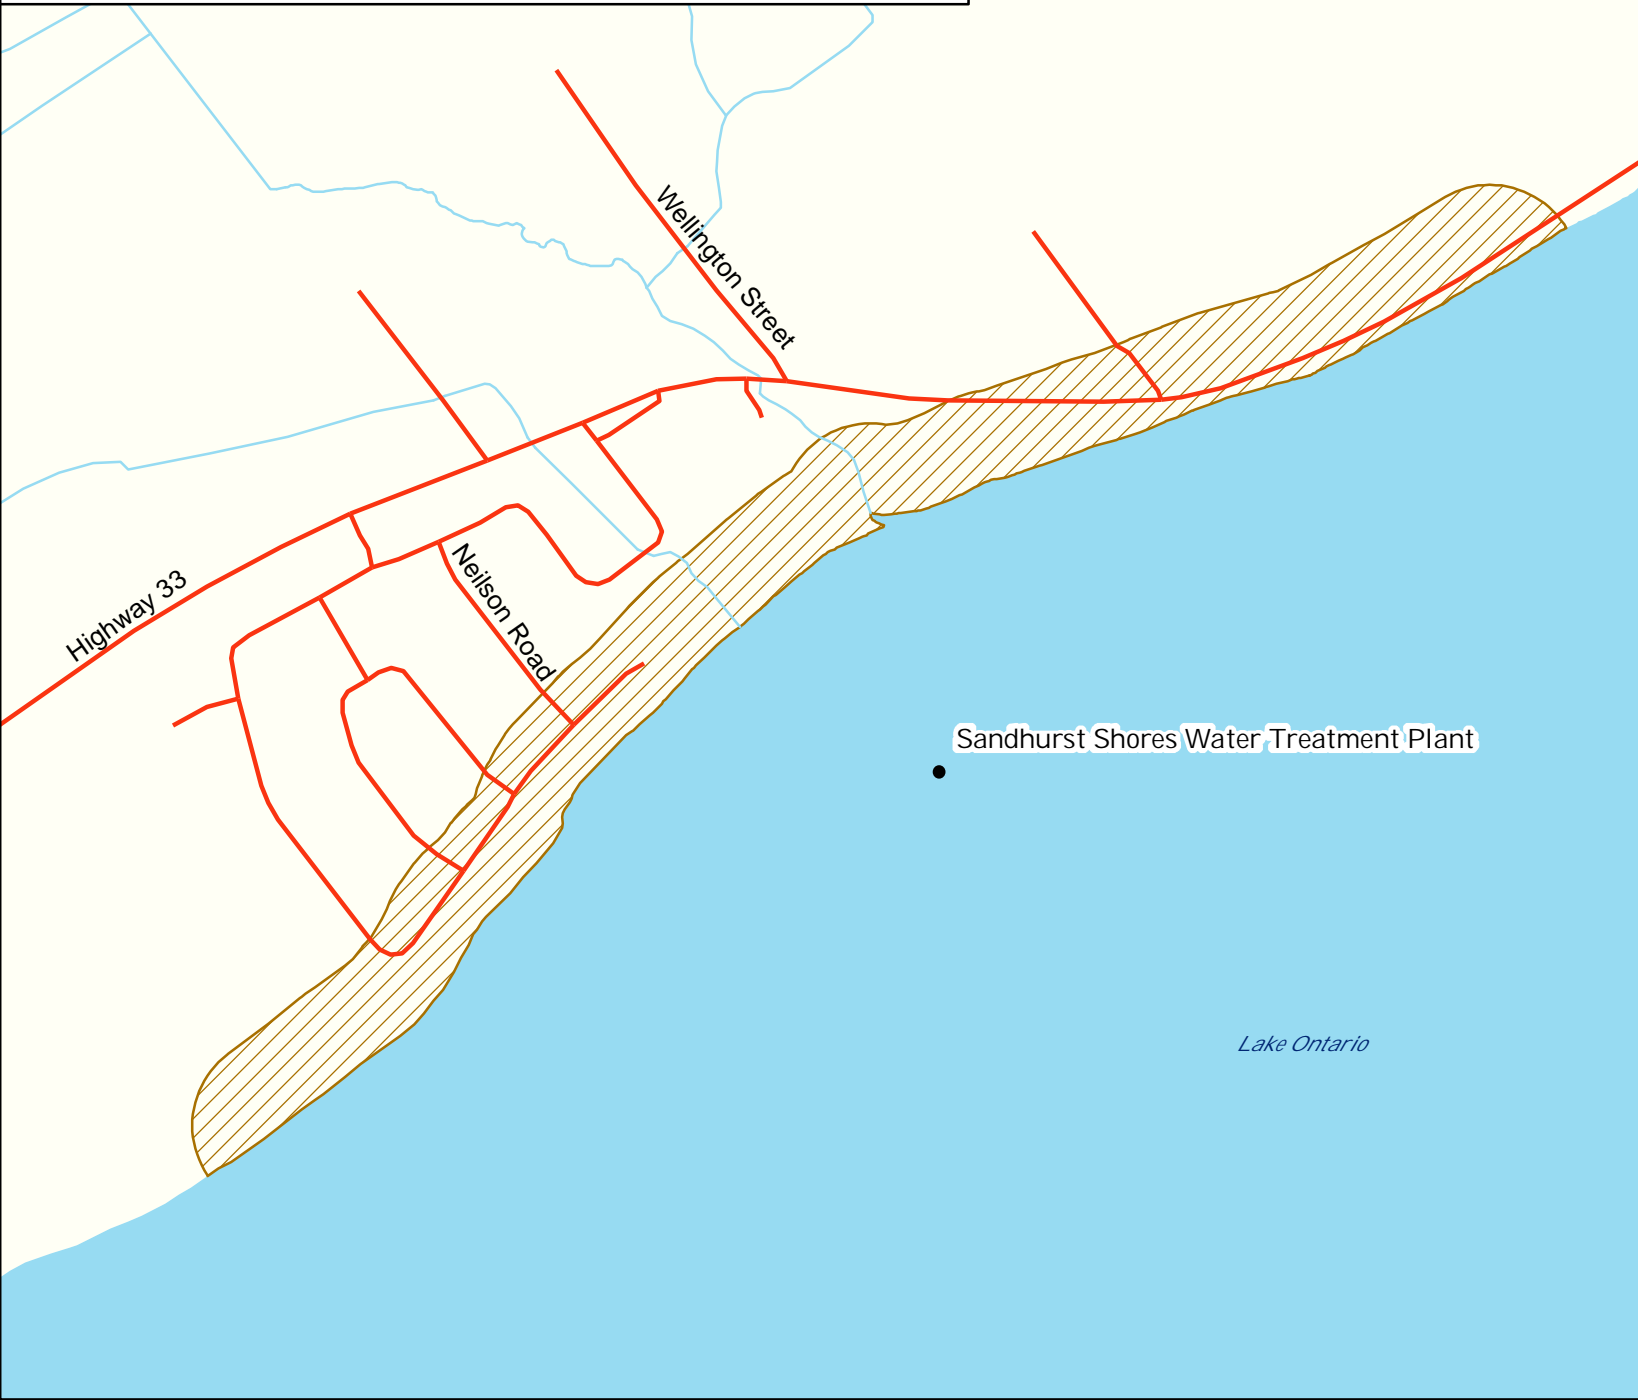 Wellington Street
Highway 33
Neilson Road
Sandhurst Shores Water Treatment Plant
Lake Ontario